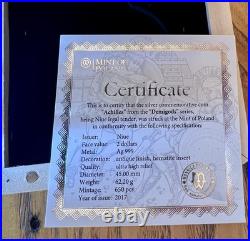 MINT OF
POLAND
Certificate
This is to certify that the silver commemorative coin
"Achilles" from the "Demigods" series,
being Niue legal tender, was struck at the Mint of Poland
in conformity with the following specification:
Issuer: Niue
Face value: 2 dollars
Metal: Ag 999
Decoration: antique finish, hematite insert
Quality: ultra high relief
Diameter: 45.00 mm
Weight: 62.20 g
Mintage: 650 pcs
Year of issue: 2017